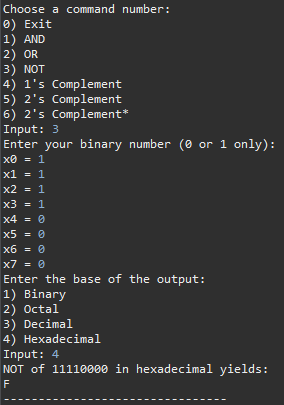 Choose a command number:
0) Exit
1) AND
2) OR
3) NOT
4) 1's Complement
5) 2's Complement
6) 2's Complement*
Input: 3
Enter your binary number (0 or 1 only):
x0 = 1
x1 = 1
x2 = 1
x3 = 1
x4 = 0
x5 = 0
x6 = 0
x7 = 0
Enter the base of the output:
1) Binary
2) Octal
3) Decimal
4) Hexadecimal
Input: 4
NOT of 11110000 in hexadecimal yields:
F
-------------------------------